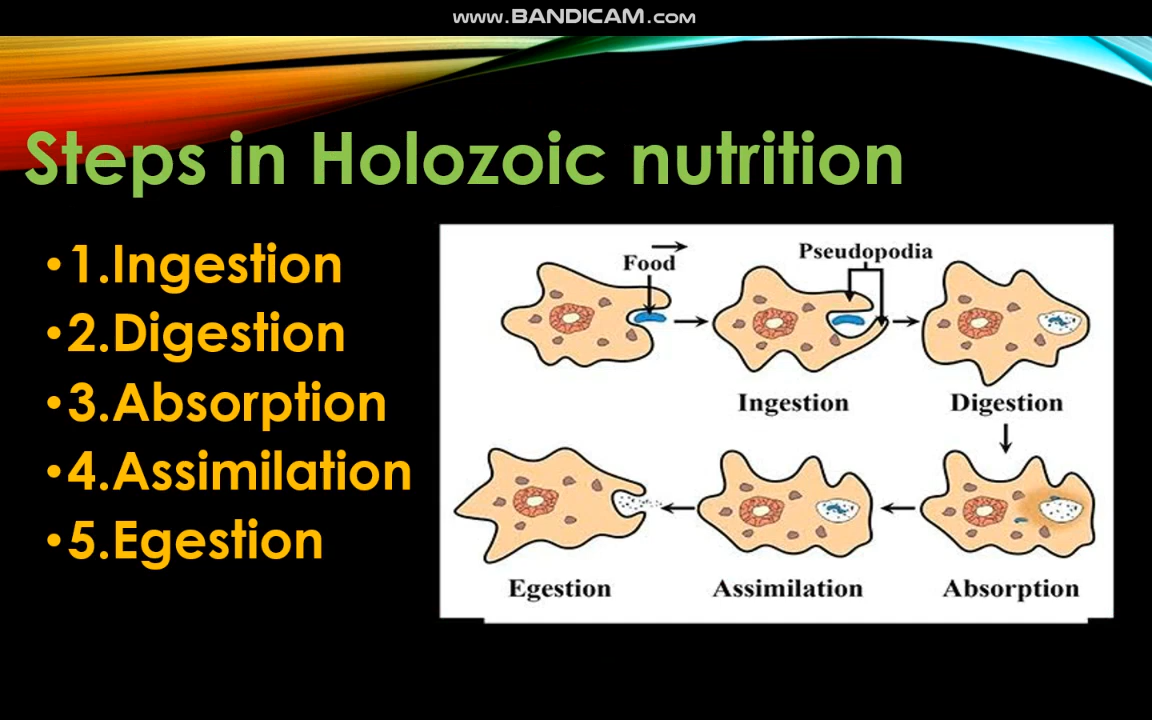 www.BANDICAM.com
Steps in Holozoic nutrition
•1.Ingestion
•2.Digestion
•3.Absorption
•4.Assimilation
•5.Egestion
Food
Pseudopodia
Ingestion
Digestion
Egestion
Assimilation
Absorption